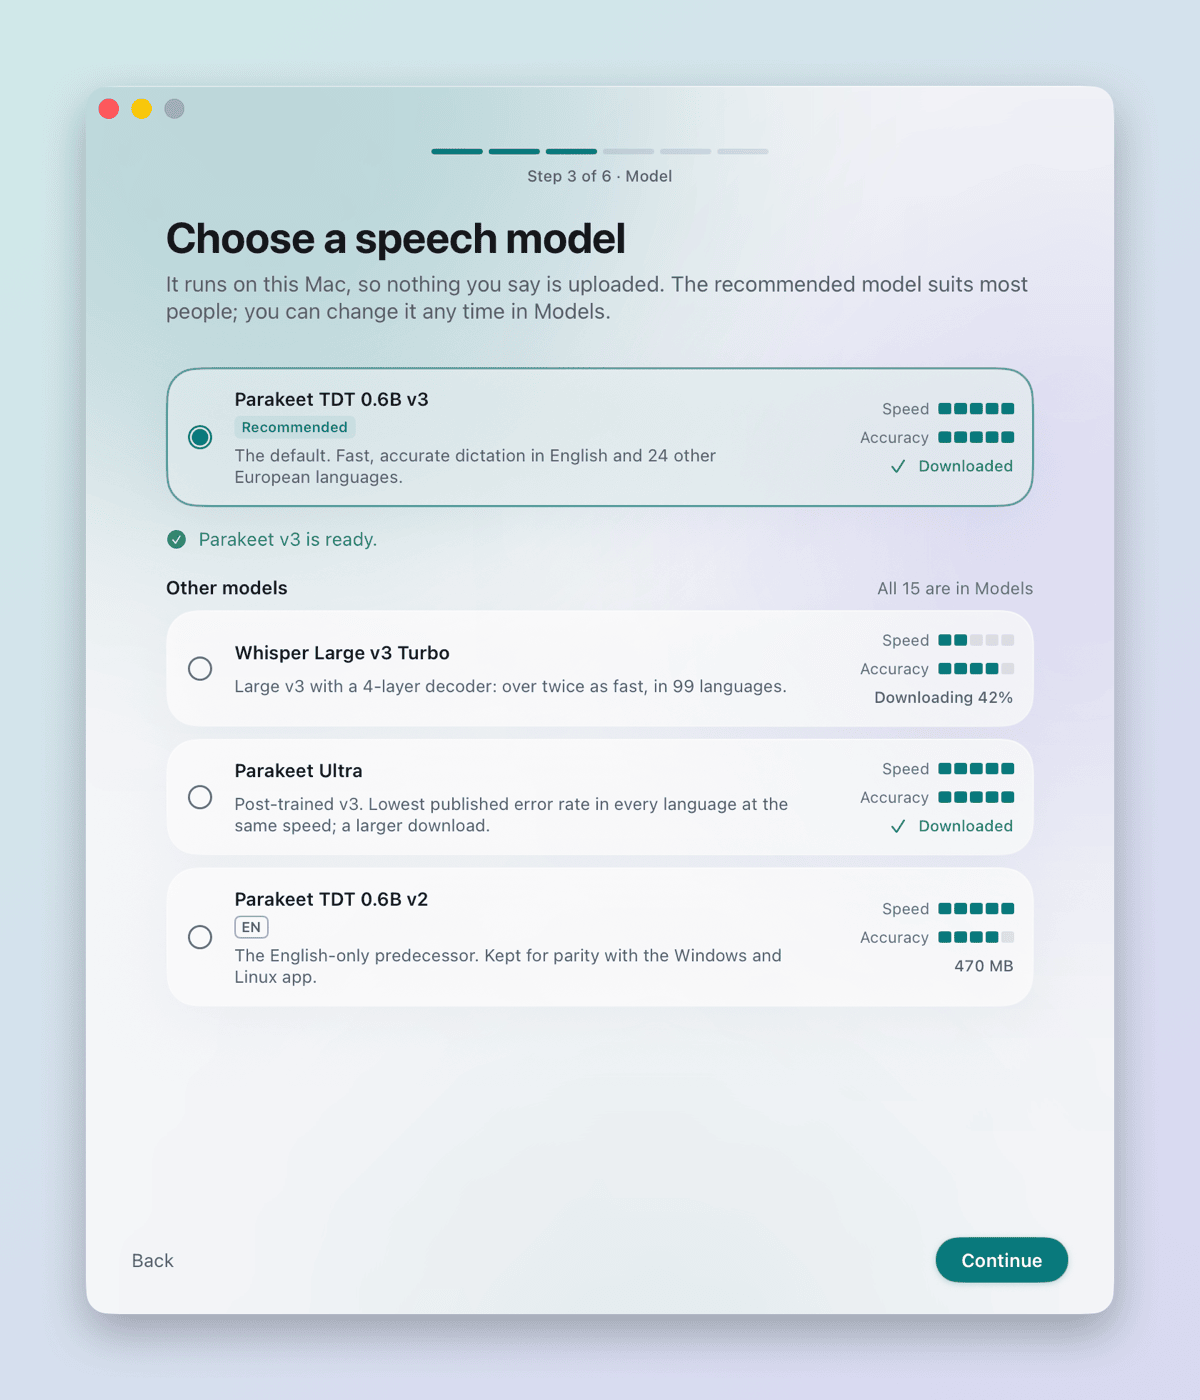 Step 3 of 6 · Model
Choose a speech model
It runs on this Mac, so nothing you say is uploaded. The recommended model suits most
people; you can change it any time in Models.
Parakeet TDT 0.6B v3
Recommended
The default. Fast, accurate dictation in English and 24 other
European languages.
Speed
Accuracy
Downloaded
Parakeet v3 is ready.
Other models
All 15 are in Models
Whisper Large v3 Turbo
Large v3 with a 4-layer decoder: over twice as fast, in 99 languages.
Speed
Accuracy
Downloading 42%
Parakeet Ultra
Post-trained v3. Lowest published error rate in every language at the
same speed; a larger download.
Speed
Accuracy
Downloaded
Parakeet TDT 0.6B v2
EN
The English-only predecessor. Kept for parity with the Windows and
Linux app.
Speed
Accuracy
470 MB
Back
Continue